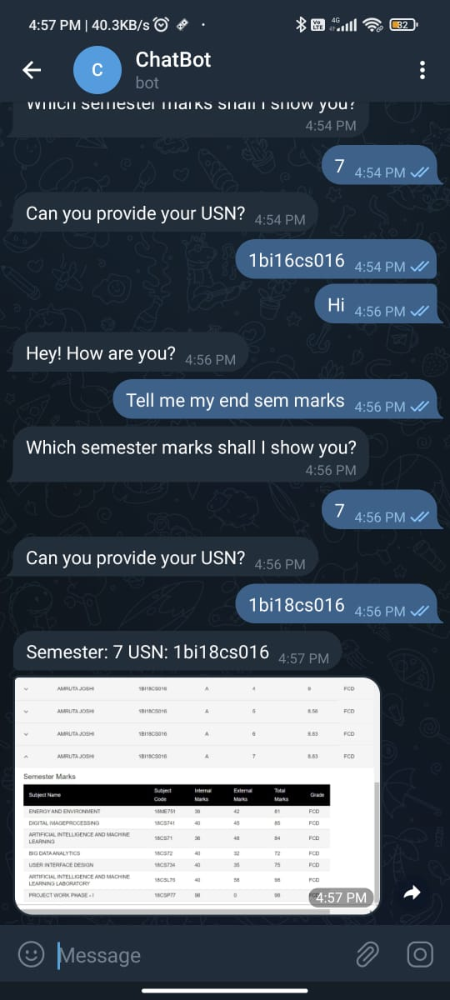 4:57 PM | 40.3KB/s
Vo LTE 4G 32
C ChatBot
bot
Which semester marks shall I show you?
4:54 PM
7 4:54 PM
Can you provide your USN? 4:54 PM
1bi16cs016 4:54 PM
Hi 4:56 PM
Hey! How are you? 4:56 PM
Tell me my end sem marks 4:56 PM
Which semester marks shall I show you?
4:56 PM
7 4:56 PM
Can you provide your USN? 4:56 PM
1bi18cs016 4:56 PM
Semester: 7 USN: 1bi18cs016 4:57 PM
AMRUTA JOSHI 1BI18CS016 A 4 9 FCD
AMRUTA JOSHI 1BI18CS016 A 5 8.56 FCD
AMRUTA JOSHI 1BI18CS016 A 6 8.83 FCD
AMRUTA JOSHI 1BI18CS016 A 7 8.83 FCD
Semester Marks
Subject Name Subject Code Internal Marks External Marks Total Marks Grade
ENERGY AND ENVIRONMENT 18ME751 42 81 FCD
DIGITAL IMAGEPROCESSING 18CS741 40 45 85 FCD
ARTIFICIAL INTELLIGENCE AND MACHINE
LEARNING 18CS71 36 48 84 FCD
BIG DATA ANALYTICS 18CS72 40 32 72 FCD
USER INTERFACE DESIGN 18CS734 40 35 75 FCD
ARTIFICIAL INTELLIGENCE AND MACHINE
LEARNING LABORATORY 18CSL76 40 58 98 FCD
PROJECT WORK PHASE - I 18CSP77 98 0 98
4:57 PM
Message